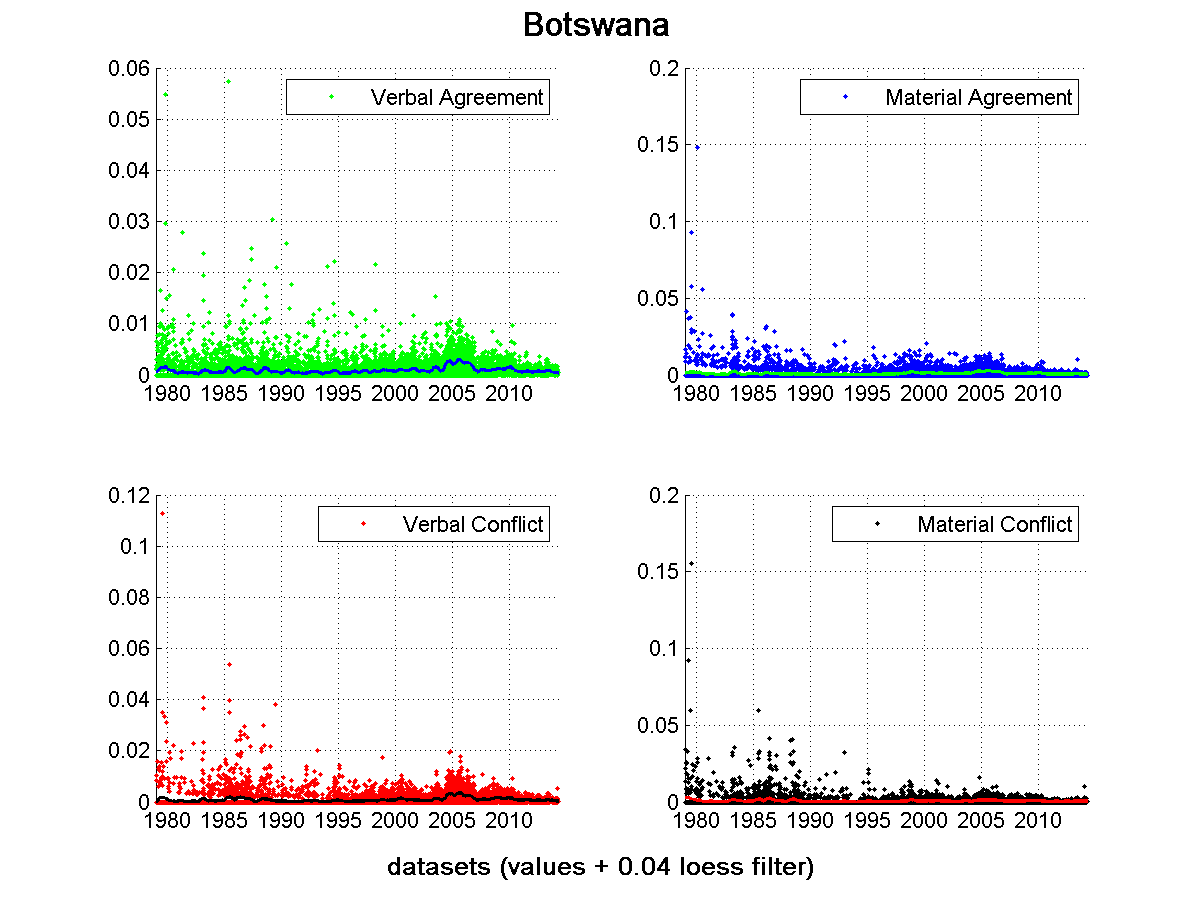 Botswana
0.06
0.05
0.04
0.03
0.02
0.01
0
1980 1985 1990 1995 2000 2005 2010
Verbal Agreement
0.2
0.15
0.1
0.05
0
1980 1985 1990 1995 2000 2005 2010
Material Agreement
0.12
0.1
0.08
0.06
0.04
0.02
0
1980 1985 1990 1995 2000 2005 2010
Verbal Conflict
0.2
0.15
0.1
0.05
0
1980 1985 1990 1995 2000 2005 2010
Material Conflict
datasets (values + 0.04 loess filter)